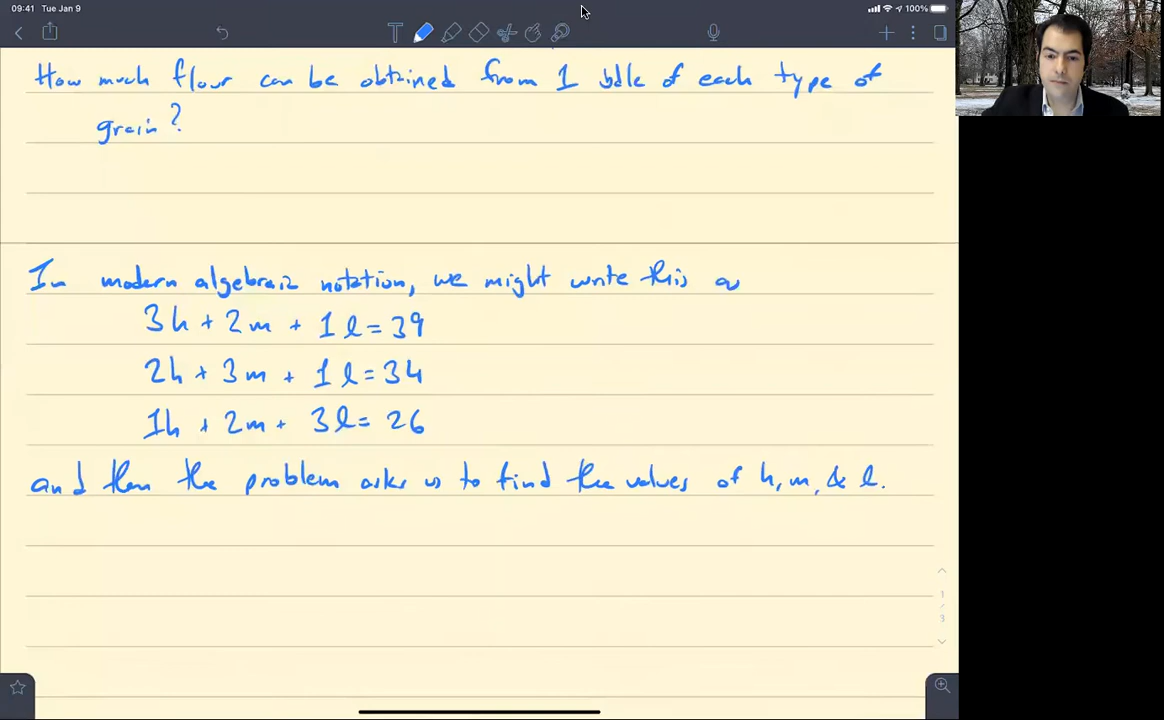 09:41 Tue Jan 9
100%
How much flour can be obtained from 1 bdle of each type of
grain?
In modern algebraic notation, we might write this as
3h + 2m + 1l = 39
2h + 3m + 1l = 34
1h + 2m + 3l = 26
and then the problem asks us to find the values of h, m, & l.
1
/
3